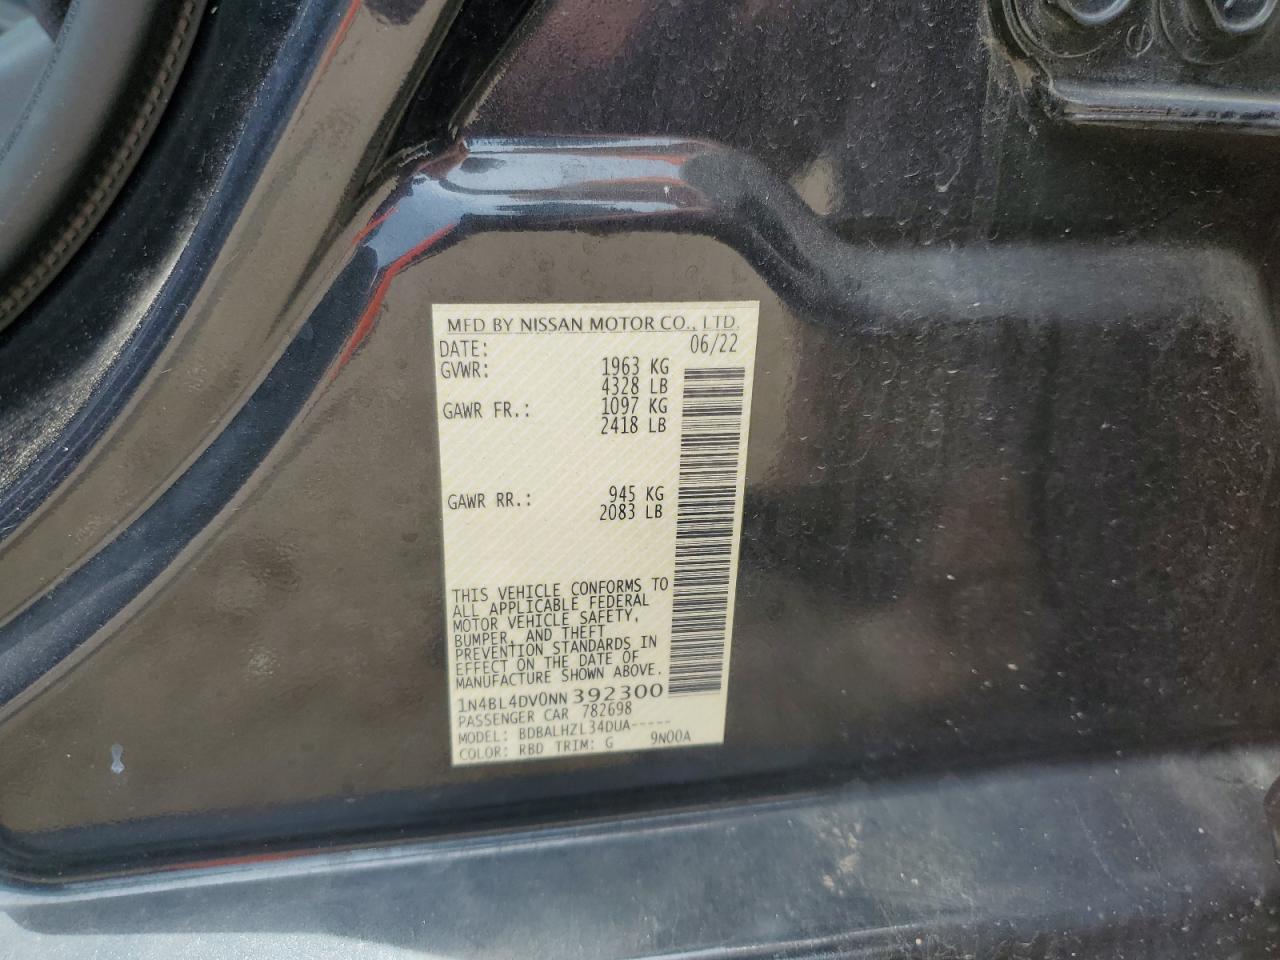 MFD BY NISSAN MOTOR CO., LTD.
DATE: 06/22
GVWR: 1963 KG
4328 LB
GAWR FR.: 1097 KG
2418 LB
GAWR RR.: 945 KG
2083 LB
THIS VEHICLE CONFORMS TO
ALL APPLICABLE FEDERAL
MOTOR VEHICLE SAFETY,
BUMPER, AND THEFT
PREVENTION STANDARDS IN
EFFECT ON THE DATE OF
MANUFACTURE SHOWN ABOVE.
1N4BL4DV0NN392300
PASSENGER CAR 782698
MODEL: BDBALHZL34DUA-----
COLOR: RBD TRIM: G 9N00A